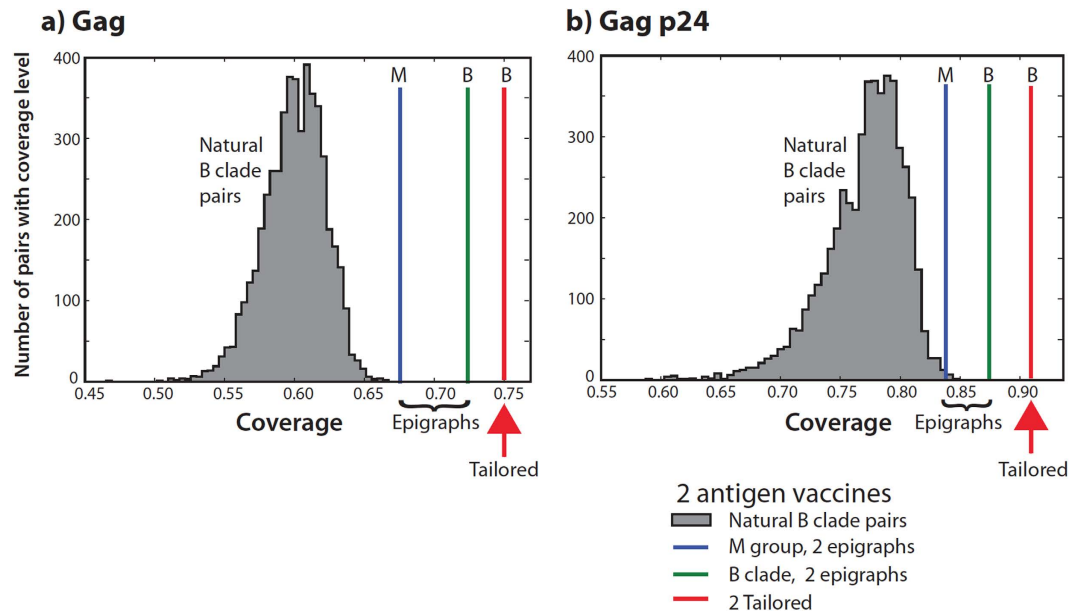 a) Gag
b) Gag p24
Number of pairs with coverage level
400
300
200
100
0
M
B
B
Natural
B clade
pairs
0.45
0.50
0.55
0.60
0.65
0.70
0.75
Coverage
Epigraphs
Tailored
400
300
200
100
0
M
B
B
Natural
B clade
pairs
0.55
0.60
0.65
0.70
0.75
0.80
0.85
0.90
Coverage
Epigraphs
Tailored
2 antigen vaccines
Natural B clade pairs
M group, 2 epigraphs
B clade, 2 epigraphs
2 Tailored